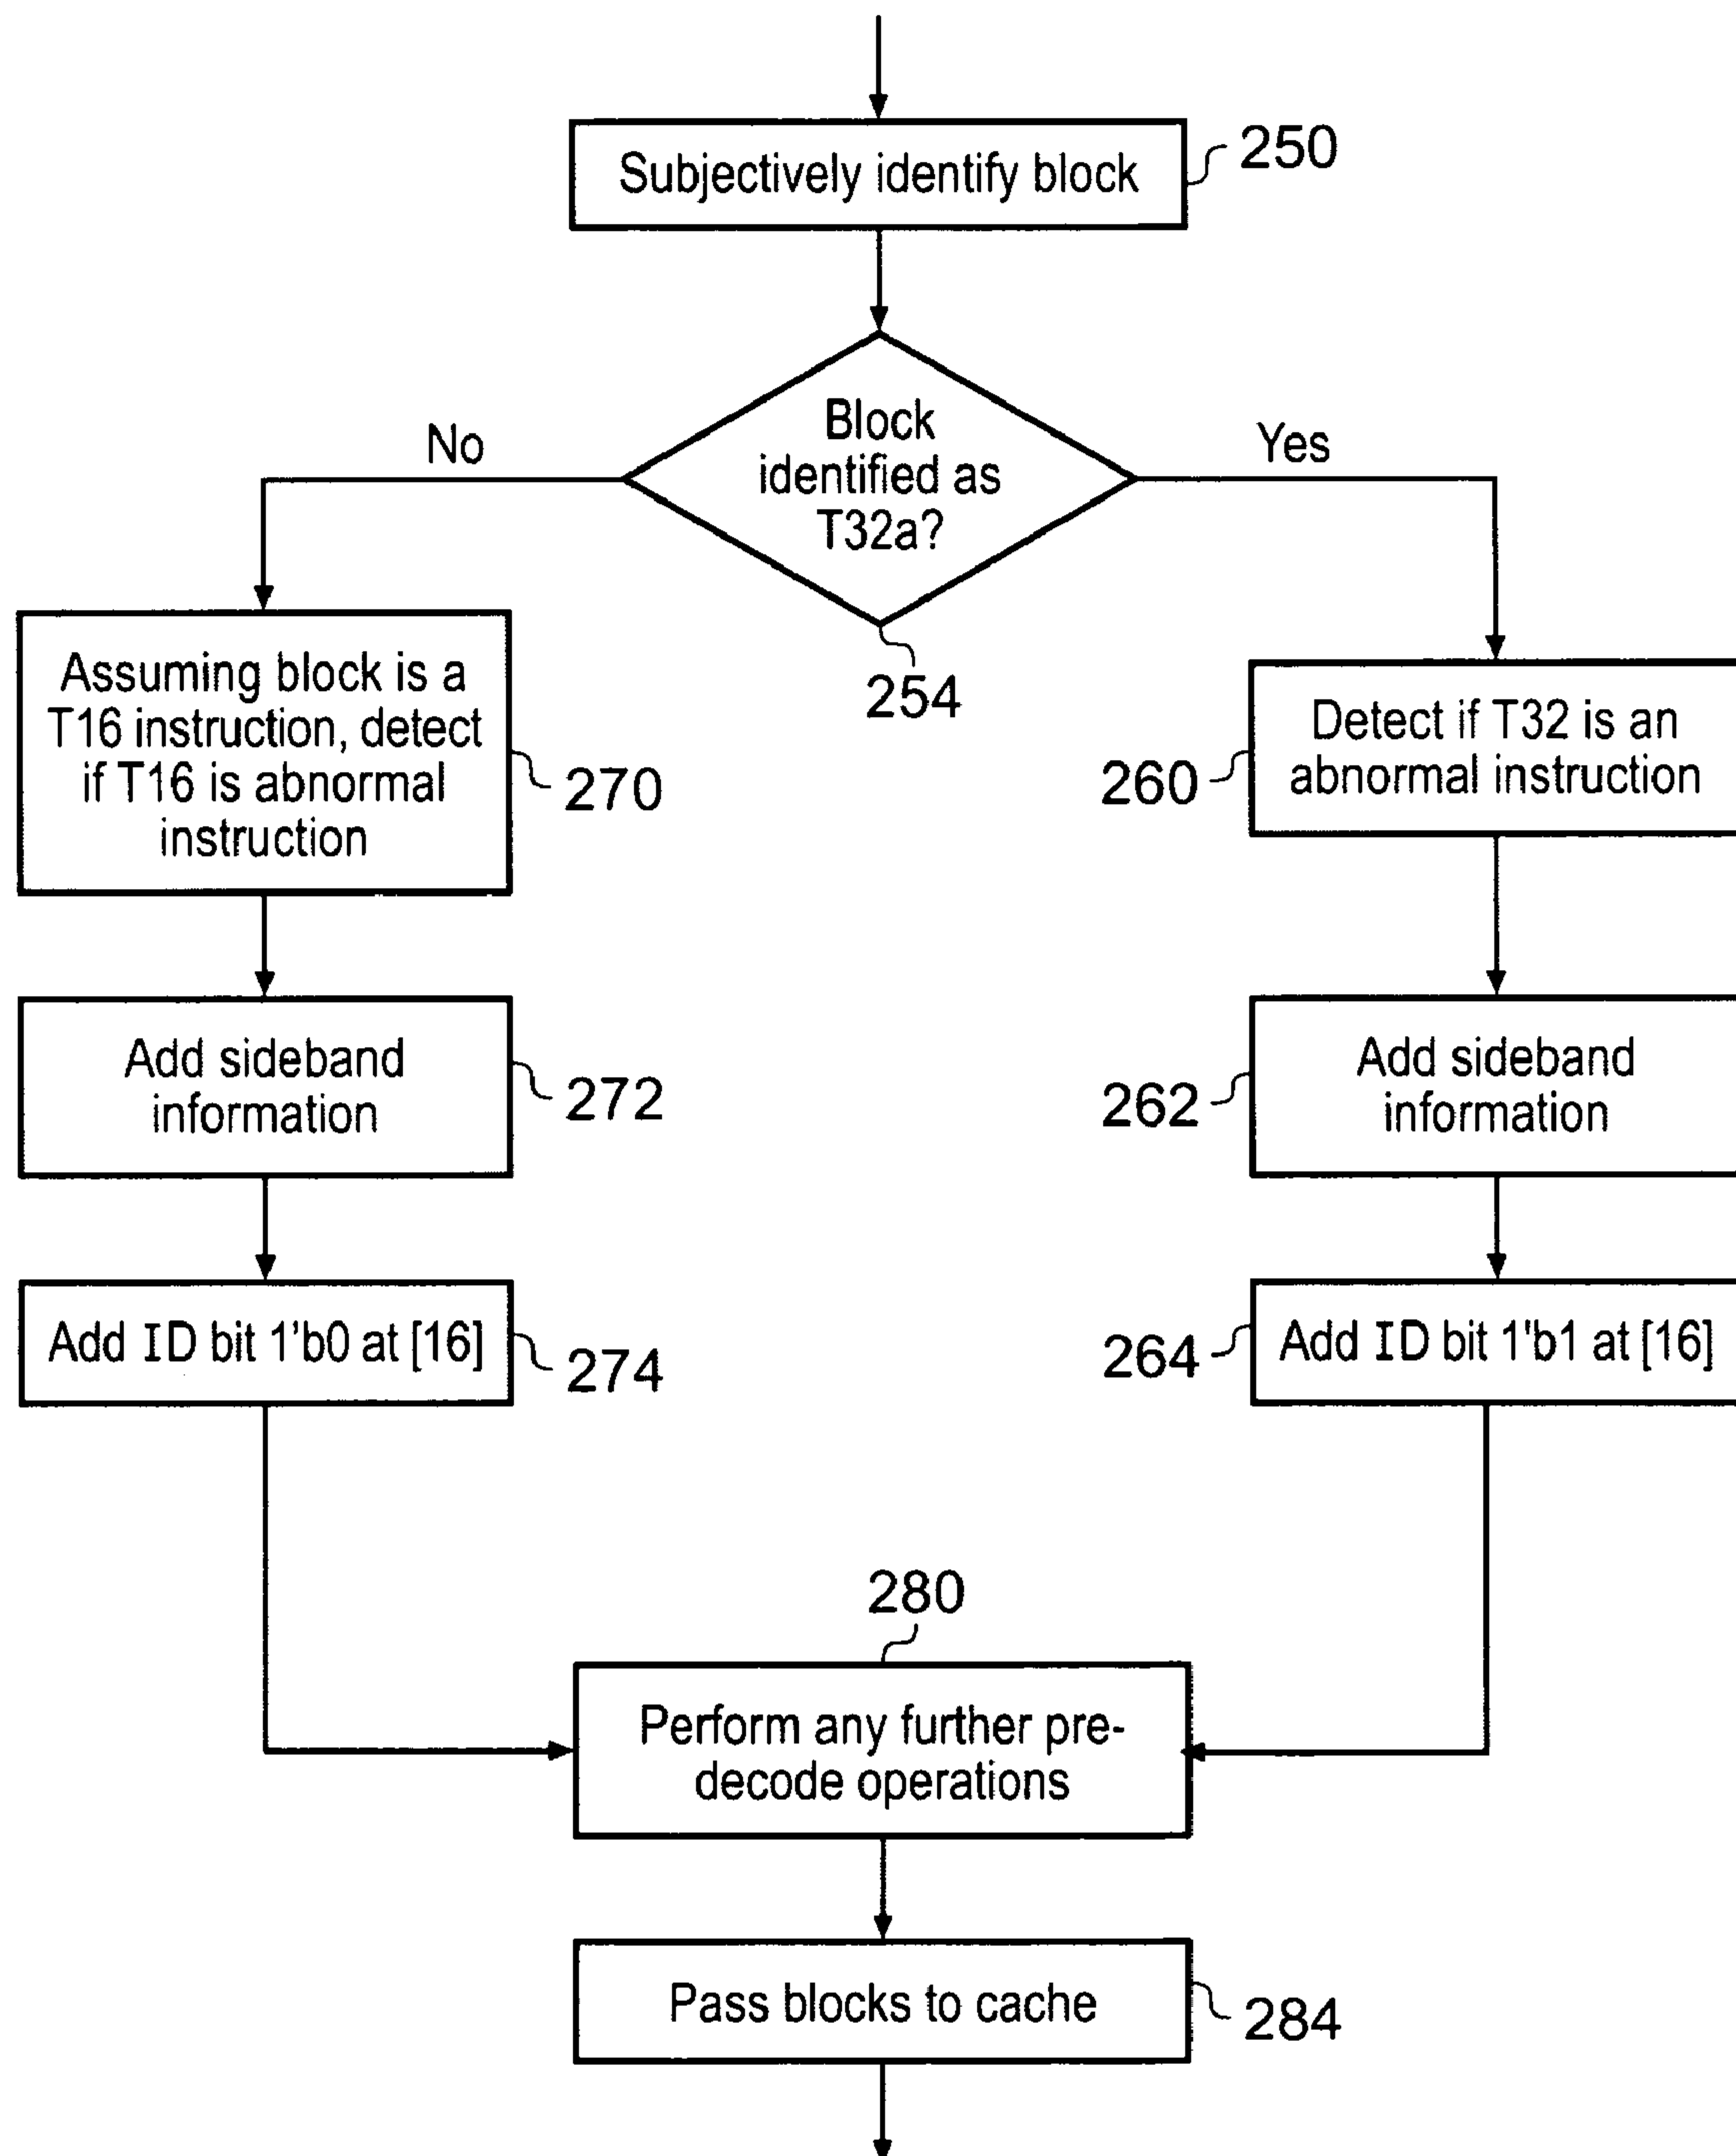 Subjectively identify block
250
Block
identified as
T32a?
No
Yes
254
Assuming block is a
T16 instruction, detect
if T16 is abnormal
instruction
270
Detect if T32 is an
abnormal instruction
260
Add sideband
information
272
Add sideband
information
262
Add ID bit 1'b0 at [16]
274
Add ID bit 1'b1 at [16]
264
280
Perform any further pre-
decode operations
Pass blocks to cache
284